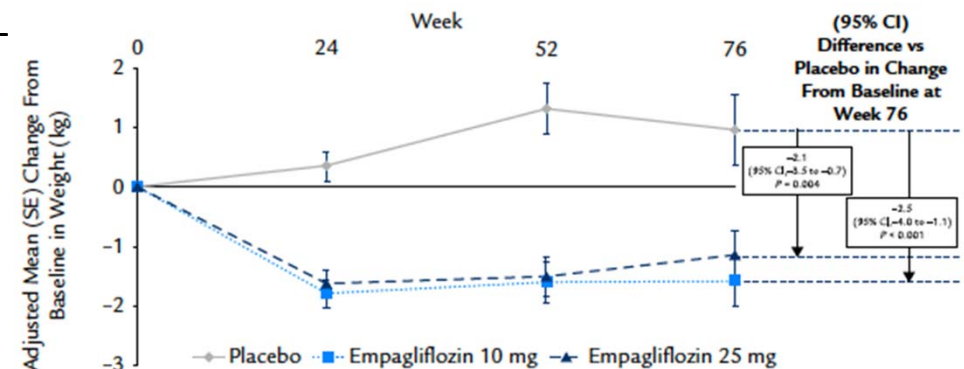 Week
0 24 52 76
(95% CI)
Difference vs
Placebo in Change
From Baseline at
Week 76
Adjusted Mean (SE) Change From
Baseline in Weight (kg)
2
1
0
−1
−2
−3
−2.1
(95% CI,−3.5 to −0.7)
P = 0.004
−2.5
(95% CI,−4.0 to −1.1)
P < 0.001
Placebo Empagliflozin 10 mg Empagliflozin 25 mg